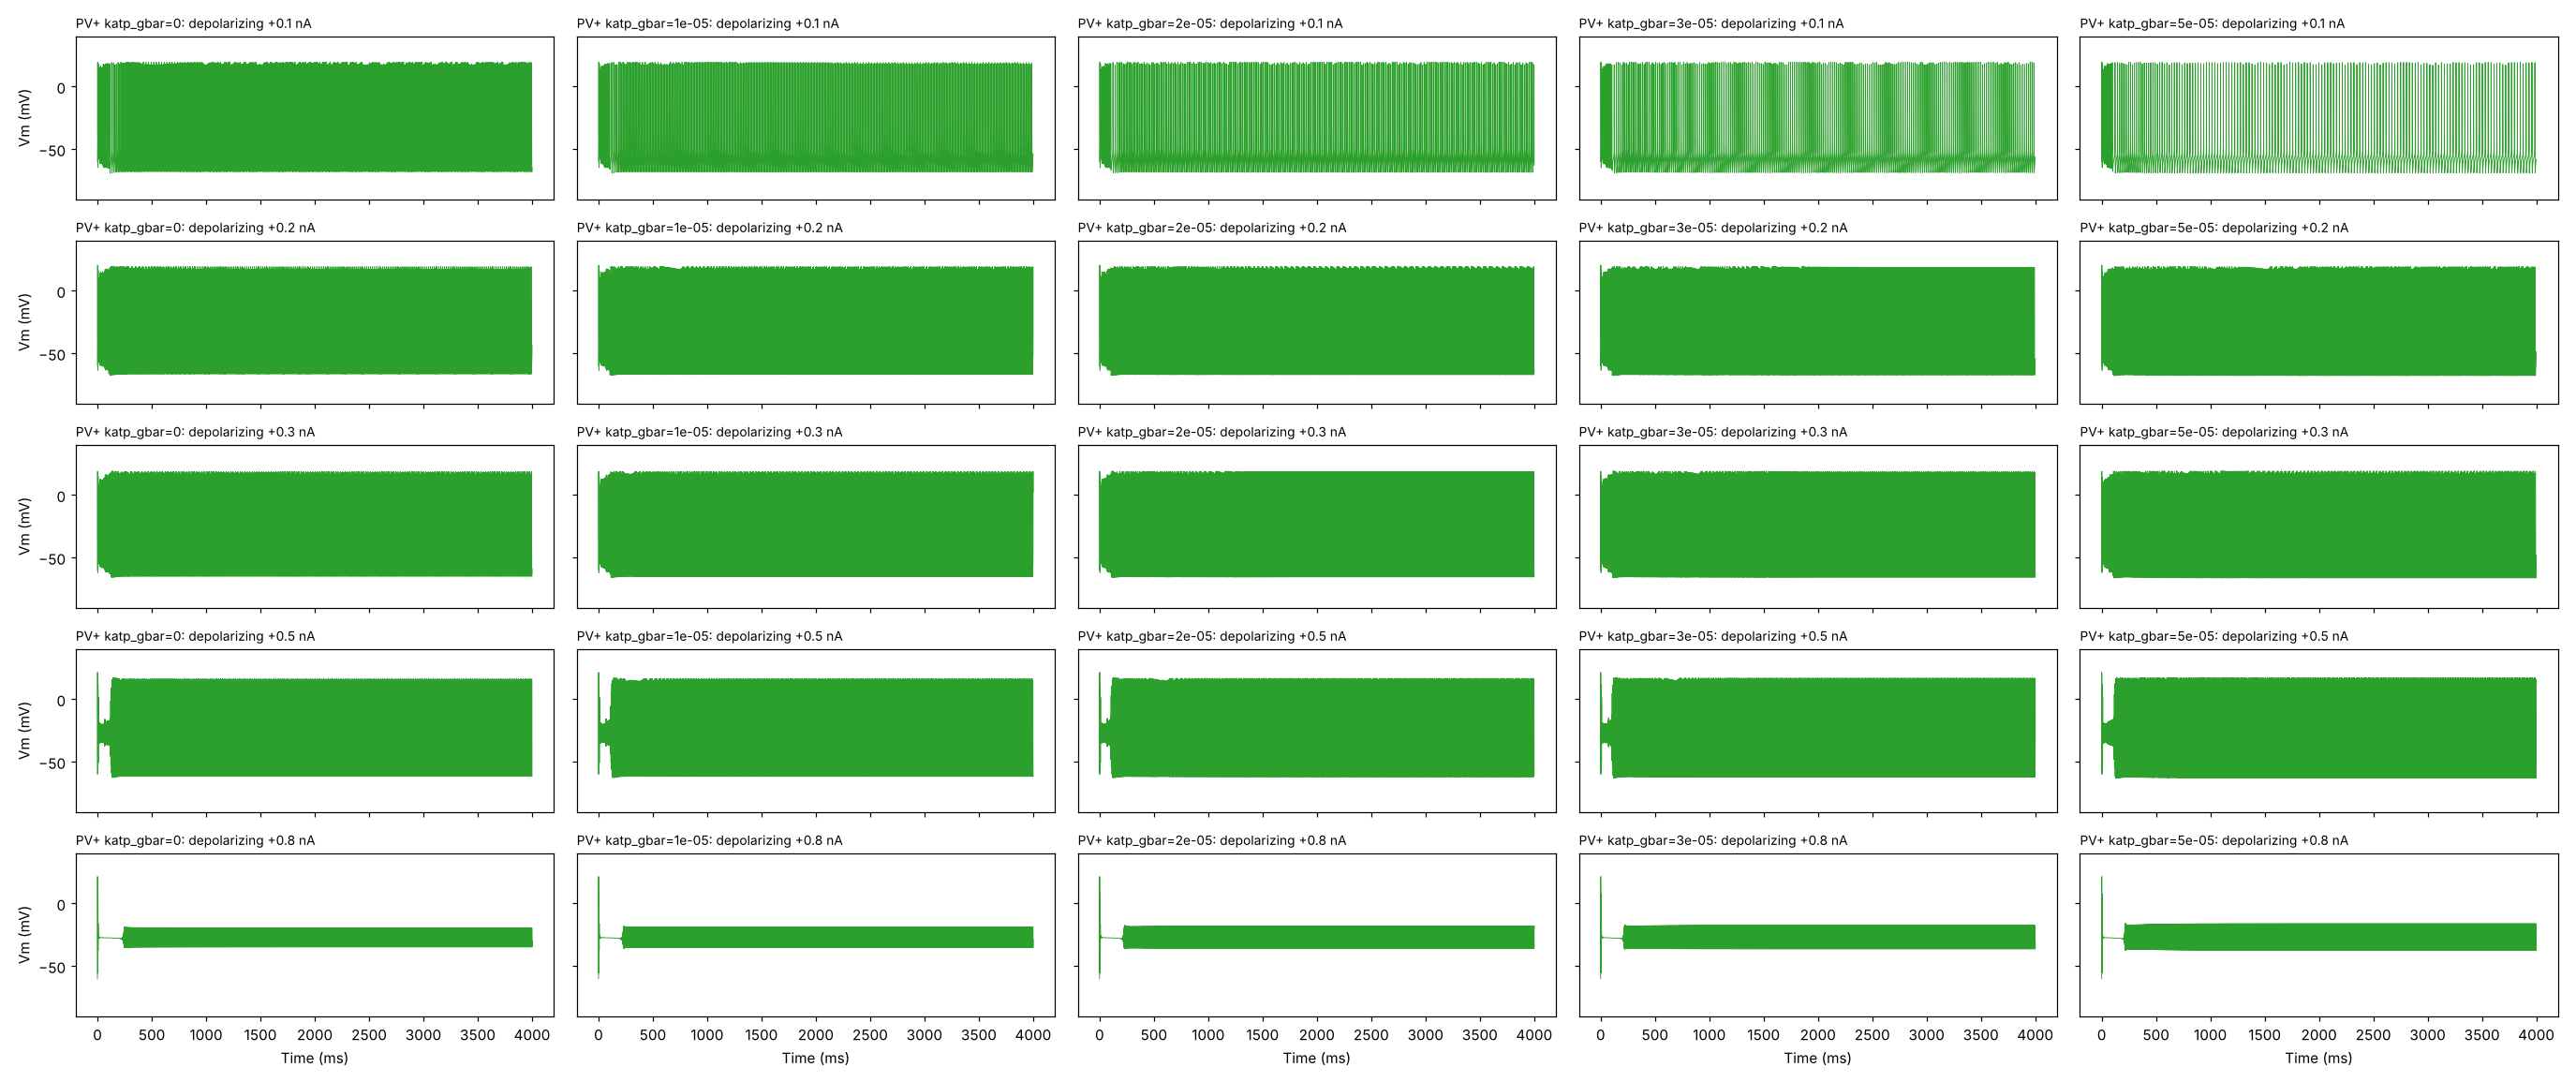 PV+ katp_gbar=0: depolarizing +0.1 nA
PV+ katp_gbar=1e-05: depolarizing +0.1 nA
PV+ katp_gbar=2e-05: depolarizing +0.1 nA
PV+ katp_gbar=3e-05: depolarizing +0.1 nA
PV+ katp_gbar=5e-05: depolarizing +0.1 nA
Vm (mV)
0
−50
PV+ katp_gbar=0: depolarizing +0.2 nA
PV+ katp_gbar=1e-05: depolarizing +0.2 nA
PV+ katp_gbar=2e-05: depolarizing +0.2 nA
PV+ katp_gbar=3e-05: depolarizing +0.2 nA
PV+ katp_gbar=5e-05: depolarizing +0.2 nA
Vm (mV)
0
−50
PV+ katp_gbar=0: depolarizing +0.3 nA
PV+ katp_gbar=1e-05: depolarizing +0.3 nA
PV+ katp_gbar=2e-05: depolarizing +0.3 nA
PV+ katp_gbar=3e-05: depolarizing +0.3 nA
PV+ katp_gbar=5e-05: depolarizing +0.3 nA
Vm (mV)
0
−50
PV+ katp_gbar=0: depolarizing +0.5 nA
PV+ katp_gbar=1e-05: depolarizing +0.5 nA
PV+ katp_gbar=2e-05: depolarizing +0.5 nA
PV+ katp_gbar=3e-05: depolarizing +0.5 nA
PV+ katp_gbar=5e-05: depolarizing +0.5 nA
Vm (mV)
0
−50
PV+ katp_gbar=0: depolarizing +0.8 nA
PV+ katp_gbar=1e-05: depolarizing +0.8 nA
PV+ katp_gbar=2e-05: depolarizing +0.8 nA
PV+ katp_gbar=3e-05: depolarizing +0.8 nA
PV+ katp_gbar=5e-05: depolarizing +0.8 nA
Vm (mV)
0
−50
0 500 1000 1500 2000 2500 3000 3500 4000
0 500 1000 1500 2000 2500 3000 3500 4000
0 500 1000 1500 2000 2500 3000 3500 4000
0 500 1000 1500 2000 2500 3000 3500 4000
0 500 1000 1500 2000 2500 3000 3500 4000
Time (ms)
Time (ms)
Time (ms)
Time (ms)
Time (ms)